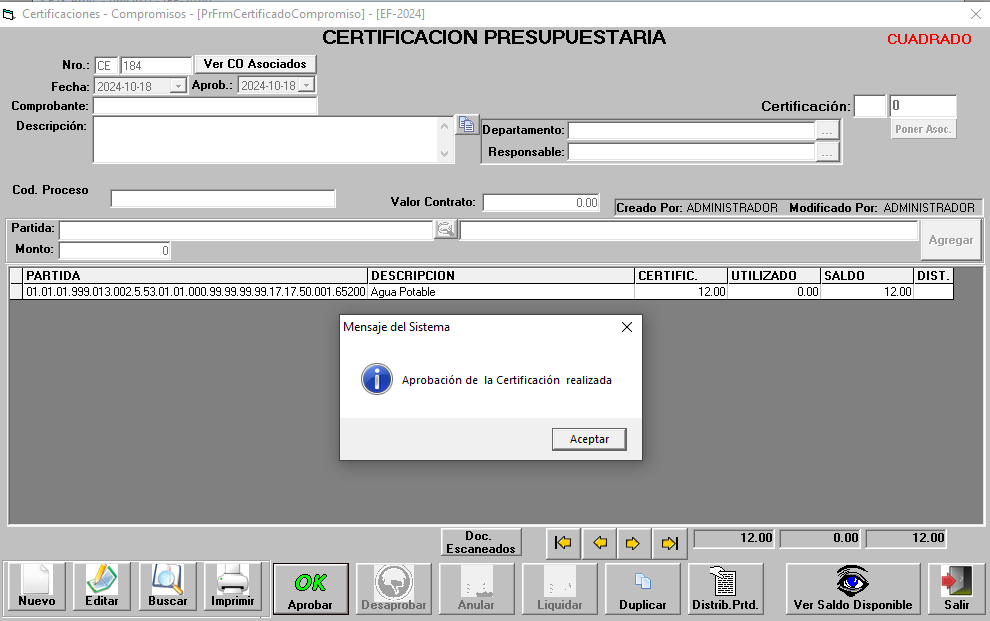 Certificaciones - Compromisos - [PrFrmCertificadoCompromiso] - [EF-2024]
CERTIFICACION PRESUPUESTARIA
CUADRADO
Nro.: CE 184 Ver CO Asociados
Fecha: 2024-10-18 Aprob.: 2024-10-18
Comprobante:
Certificación: 0
Descripción:
Poner Asoc.
Departamento: ...
Responsable: ...
Cod. Proceso
Valor Contrato: 0.00
Creado Por: ADMINISTRADOR Modificado Por: ADMINISTRADOR
Partida:
Monto: 0
Agregar
PARTIDA DESCRIPCION CERTIFIC. UTILIZADO SALDO DIST.
01.01.01.999.013.002.5.53.01.01.000.99.99.99.99.17.17.50.001.65200 Agua Potable 12.00 0.00 12.00
Mensaje del Sistema
Aprobación de la Certificación realizada
Aceptar
Doc. Escaneados
12.00 0.00 12.00
Nuevo Editar Buscar Imprimir OK Aprobar Desaprobar Anular Liquidar Duplicar Distrib.Prtd. Ver Saldo Disponible Salir